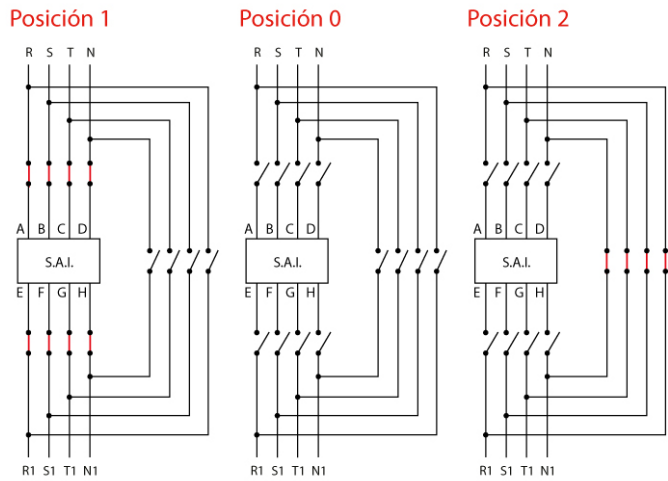 Posición 1
R S T N
A B C D
S.A.I.
E F G H
R1 S1 T1 N1
Posición 0
R S T N
A B C D
S.A.I.
E F G H
R1 S1 T1 N1
Posición 2
R S T N
A B C D
S.A.I.
E F G H
R1 S1 T1 N1